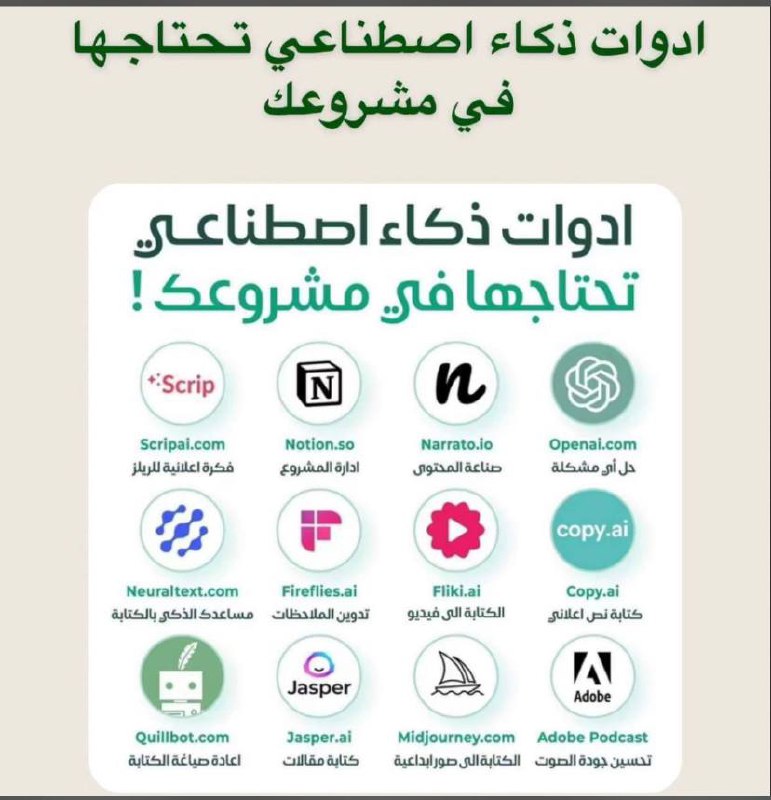 ادوات ذكاء اصطناعي تحتاجها
في مشروعك
ادوات ذكاء اصطناعي
تحتاجها في مشروعك !
Openai.com
حل أي مشكلة
n
Narrato.io
صناعة المحتوى
N
Notion.so
ادارة المشروع
Scrip
Scripai.com
فكرة اعلانية للريلز
copy.ai
Copy.ai
كتابة نص اعلاني
Fliki.ai
الكتابة الى فيديو
Fireflies.ai
تدوين الملاحظات
Neuraltext.com
مساعدك الذكي بالكتابة
Adobe
Adobe Podcast
تحسين جودة الصوت
Midjourney.com
الكتابة الى صور ابداعية
Jasper
Jasper.ai
كتابة مقالات
Quillbot.com
اعادة صياغة الكتابة